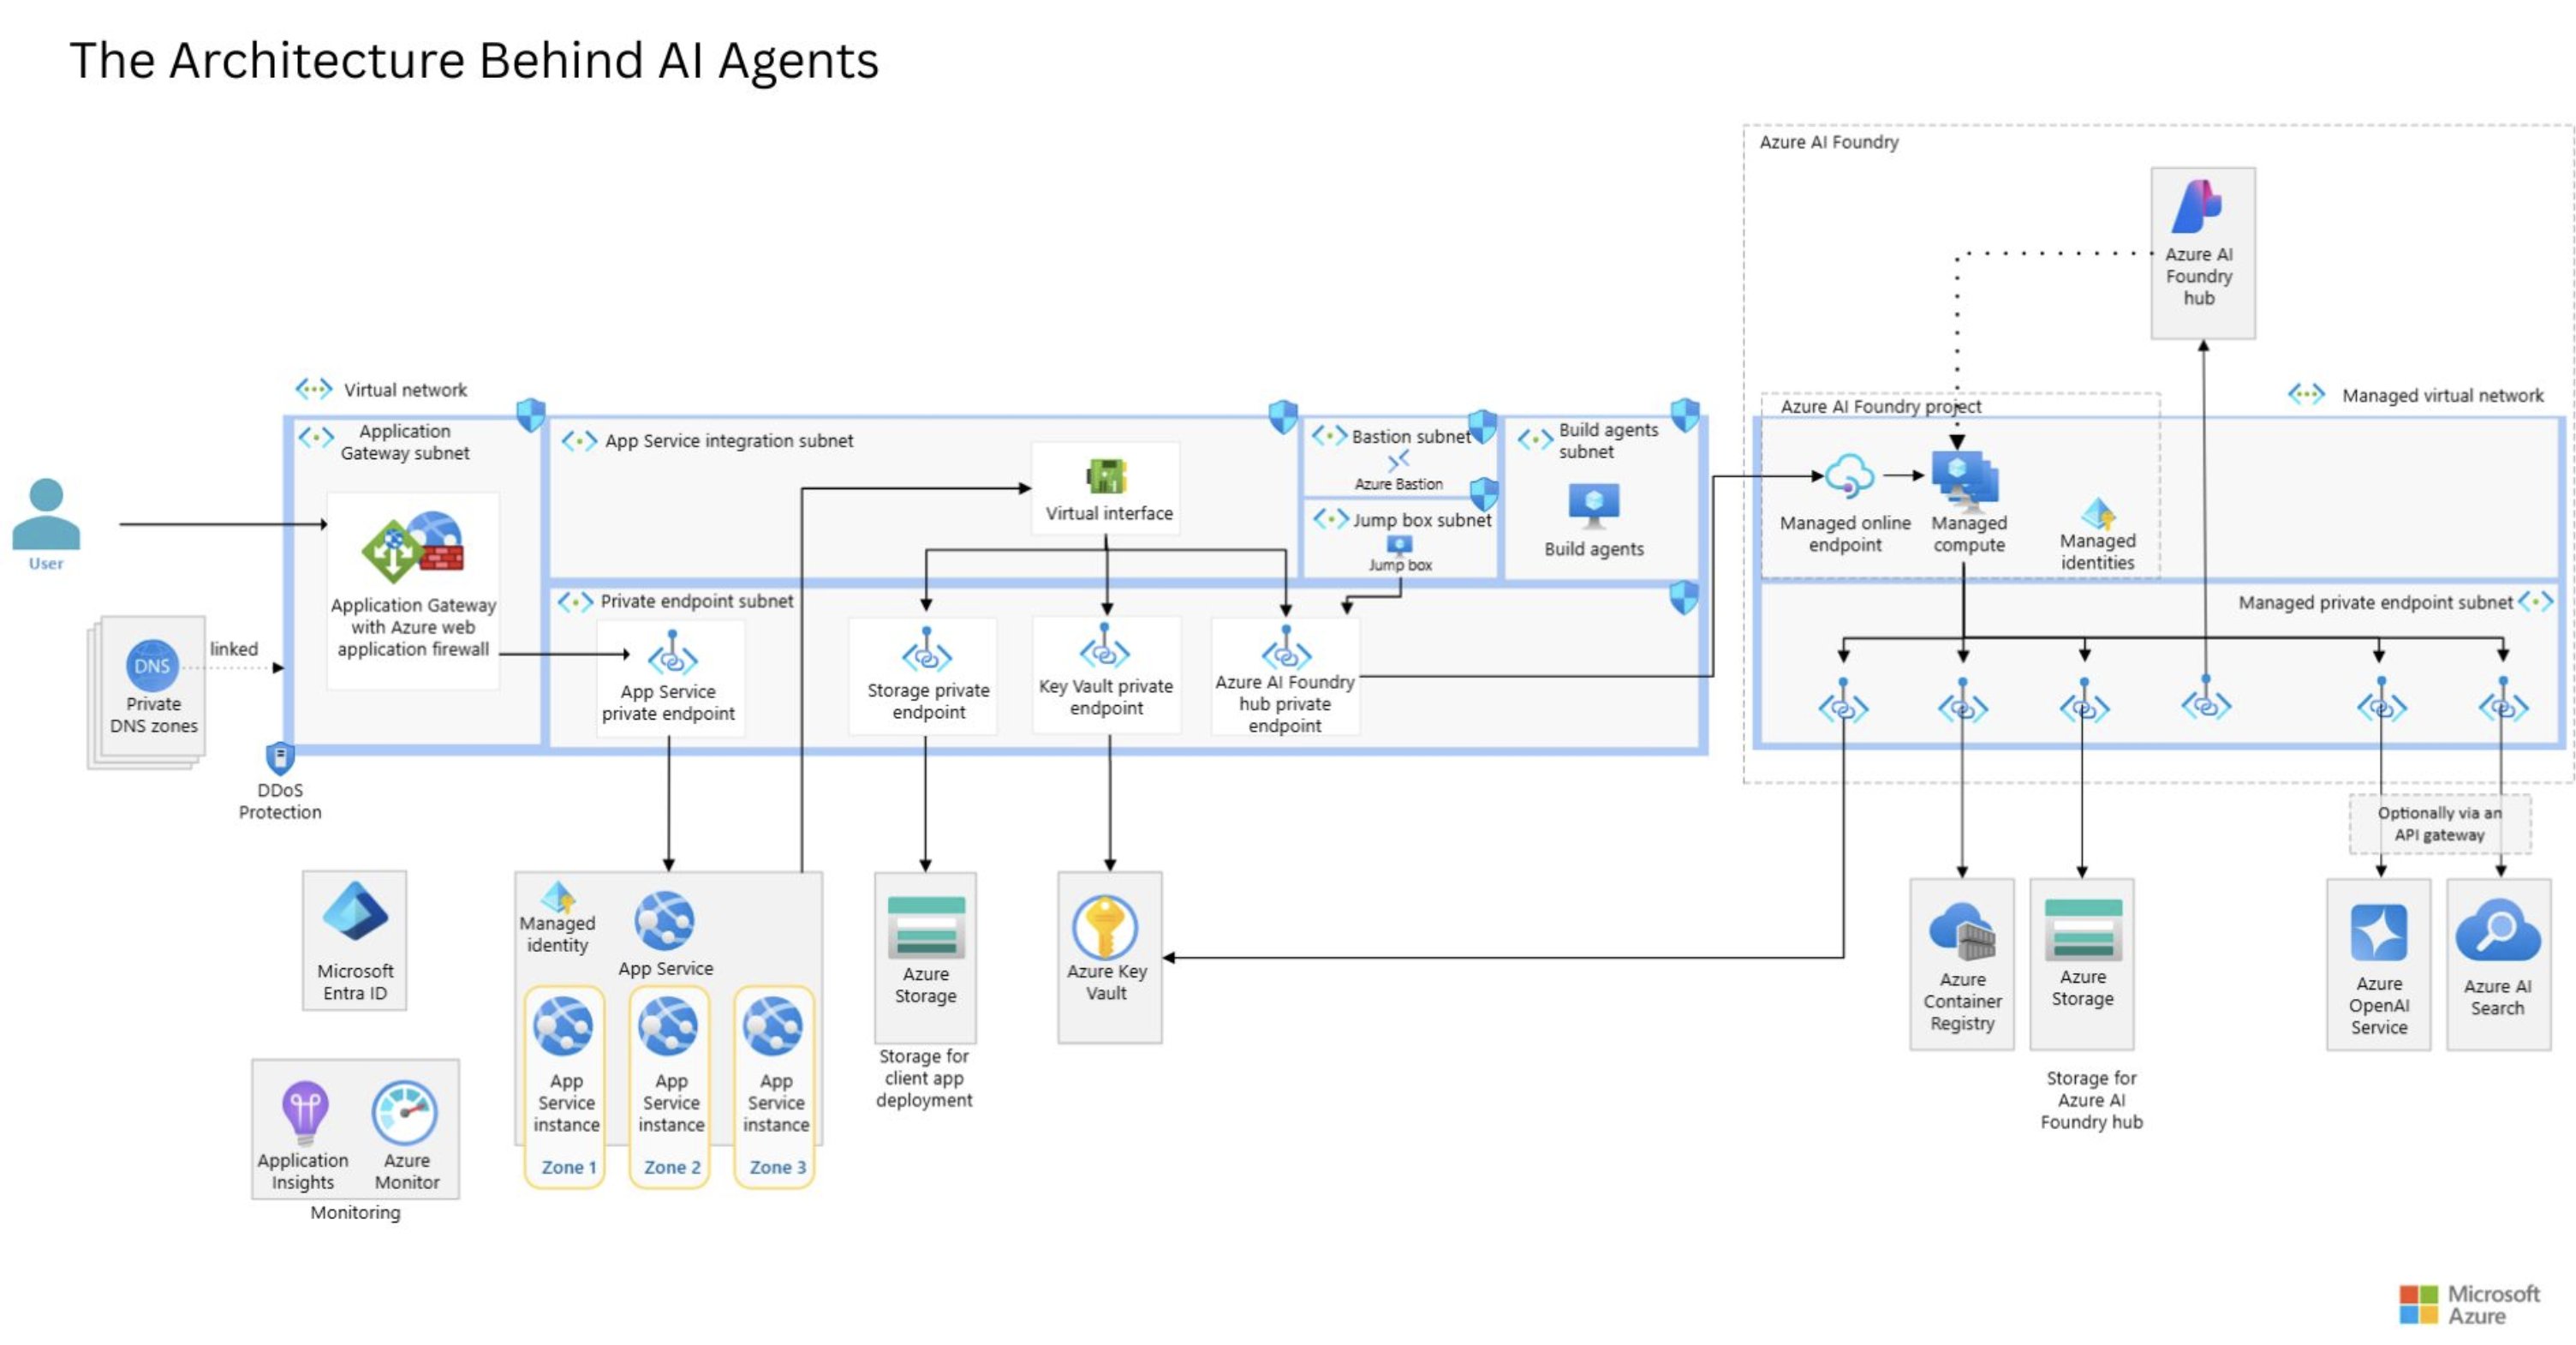 The Architecture Behind AI Agents
Azure AI Foundry
Azure AI
Foundry
hub
Virtual network
Azure AI Foundry project
Managed virtual network
Application
Gateway subnet
App Service integration subnet
Bastion subnet
Azure Bastion
Build agents
subnet
Virtual interface
Jump box subnet
Jump box
Build agents
Managed online
endpoint
Managed
compute
Managed
identities
User
Application Gateway
with Azure web
application firewall
Private endpoint subnet
Managed private endpoint subnet
DNS
Private
DNS zones
linked
App Service
private endpoint
Storage private
endpoint
Key Vault private
endpoint
Azure AI Foundry
hub private
endpoint
DDoS
Protection
Optionally via an
API gateway
Microsoft
Entra ID
Managed
identity
App Service
Azure
Storage
Azure Key
Vault
Azure
Container
Registry
Azure
Storage
Azure
OpenAI
Service
Azure AI
Search
App
Service
instance
App
Service
instance
App
Service
instance
Zone 1
Zone 2
Zone 3
Storage for
client app
deployment
Storage for
Azure AI
Foundry hub
Application
Insights
Azure
Monitor
Monitoring
Microsoft
Azure